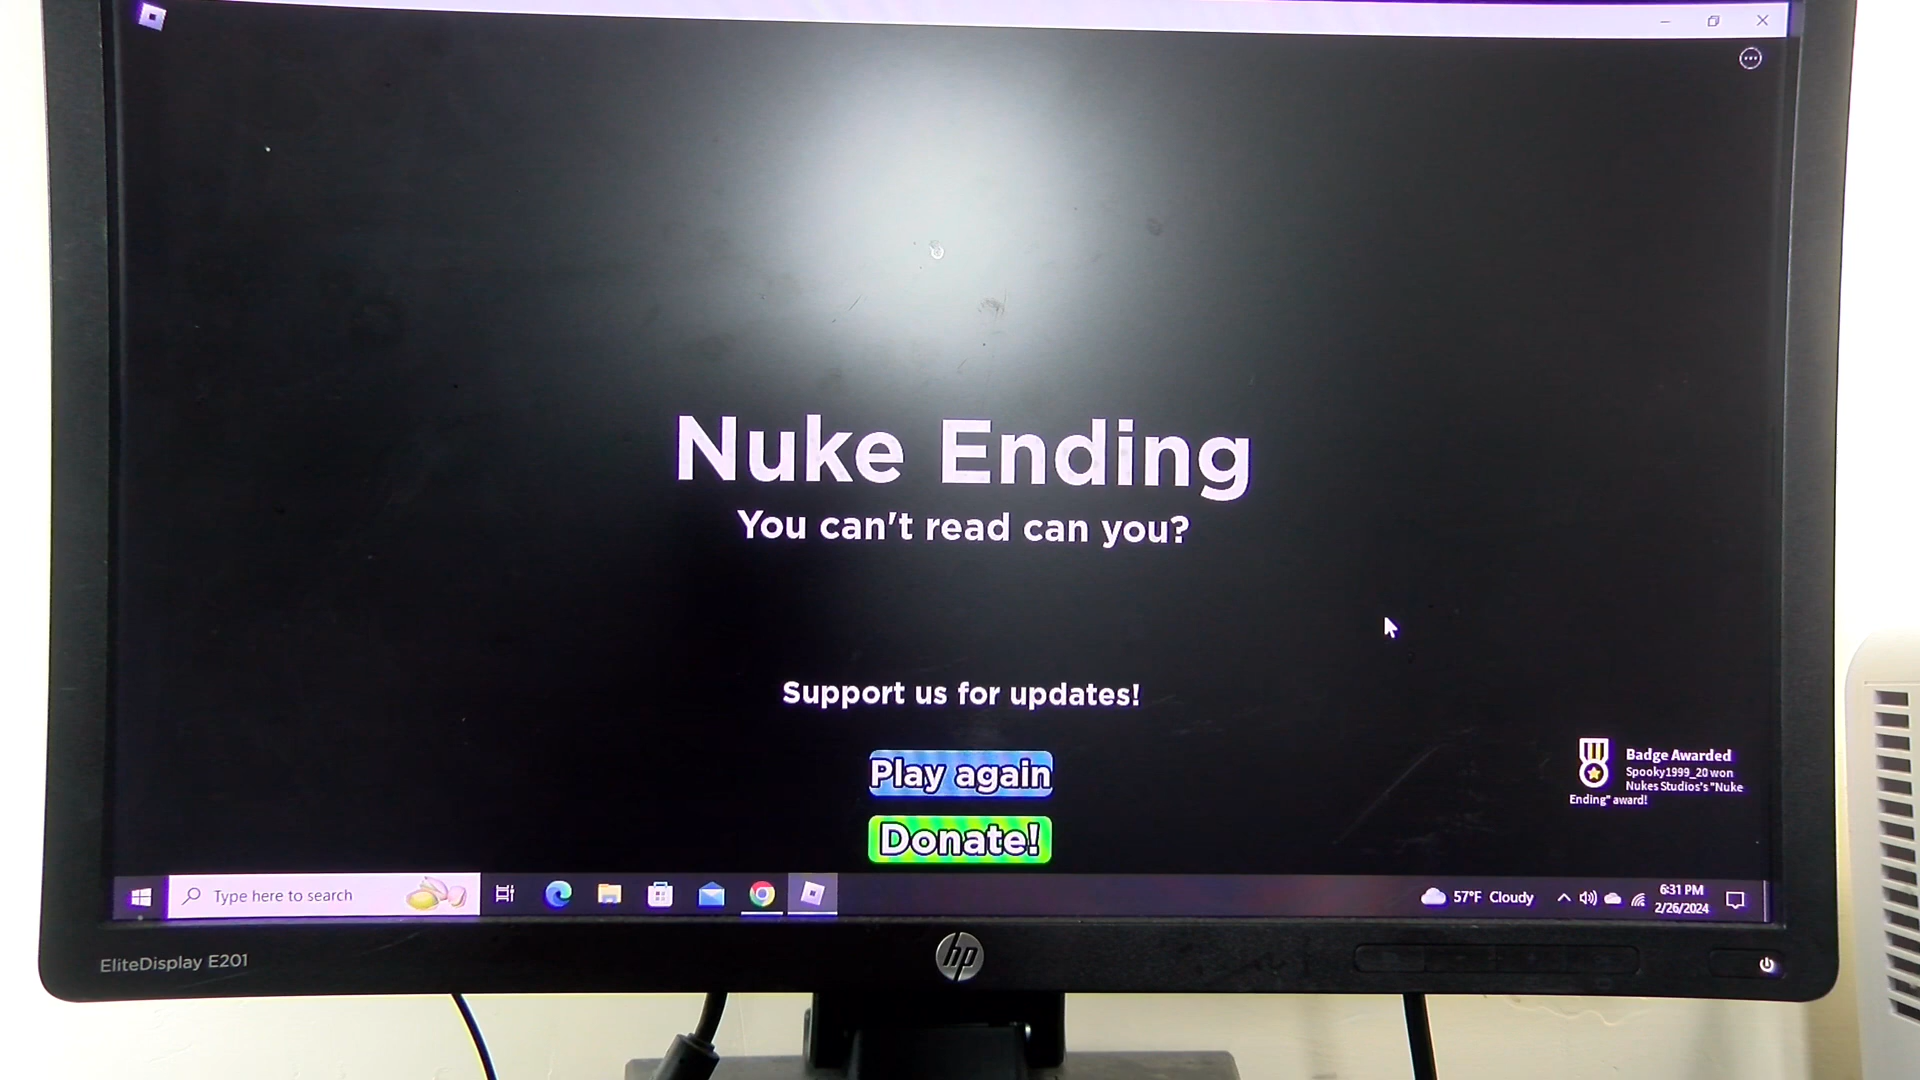 Nuke Ending
You can't read can you?
Support us for updates!
Play again
Donate!
Badge Awarded
Spooky1999_20 won
Nukes Studios's "Nuke
Ending" award!
Type here to search
57°F Cloudy
6:31 PM
2/26/2024
EliteDisplay E201
hp